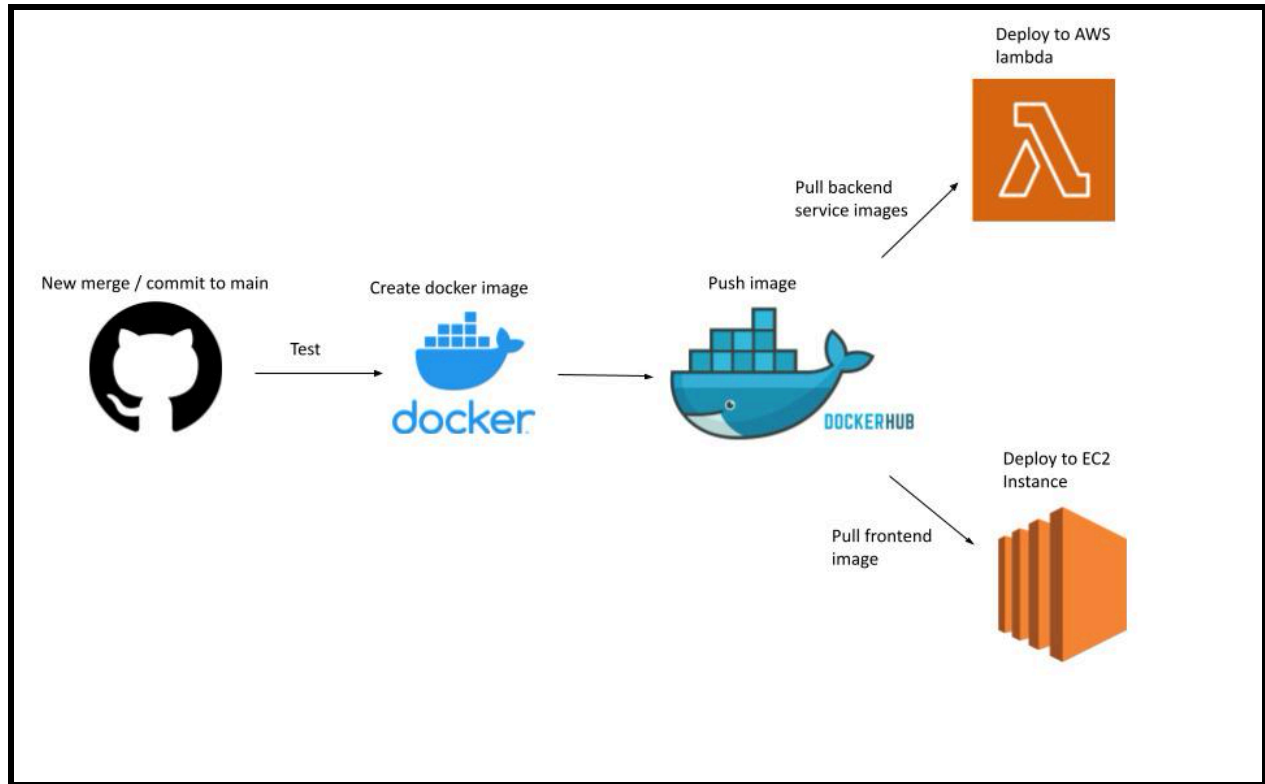 New merge / commit to main
Test
Create docker image
docker
Push image
DOCKERHUB
Pull backend
service images
Deploy to AWS
lambda
Pull frontend
image
Deploy to EC2
Instance